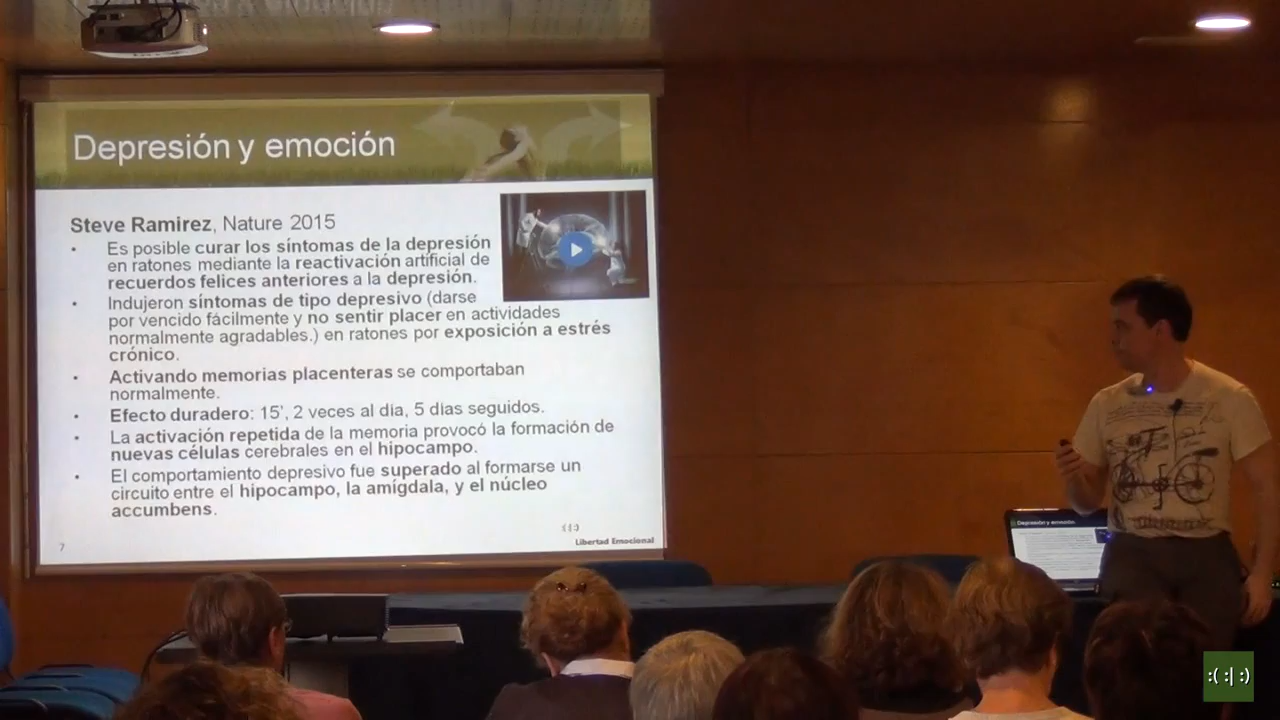 Depresión y emoción
Steve Ramirez, Nature 2015
• Es posible curar los síntomas de la depresión
en ratones mediante la reactivación artificial de
recuerdos felices anteriores a la depresión.
• Indujeron síntomas de tipo depresivo (darse
por vencido fácilmente y no sentir placer en actividades
normalmente agradables.) en ratones por exposición a estrés
crónico.
• Activando memorias placenteras se comportaban
normalmente.
• Efecto duradero: 15', 2 veces al día, 5 días seguidos.
• La activación repetida de la memoria provocó la formación de
nuevas células cerebrales en el hipocampo.
• El comportamiento depresivo fue superado al formarse un
circuito entre el hipocampo, la amígdala, y el núcleo
accumbens.
7
Libertad Emocional
Depresión y emoción
:( :| :)